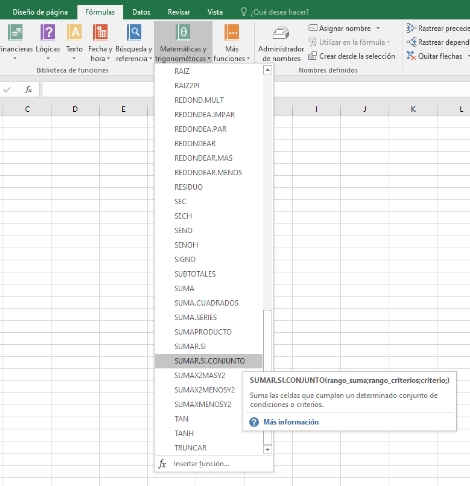 Diseño de página Fórmulas Datos Revisar Vista ¿Qué desea hacer?
inancieras Lógicas Texto Fecha y hora Búsqueda y referencia Matemáticas y trigonométricas Más funciones Administrador de nombres
Asignar nombre
Utilizar en la fórmula
Crear desde la selección
Rastrear precede
Rastrear depend
Quitar flechas
Biblioteca de funciones Nombres definidos
fx
C D E I J K L
RAIZ
RAIZ2PI
REDOND.MULT
REDONDEA.IMPAR
REDONDEA.PAR
REDONDEAR
REDONDEAR.MAS
REDONDEAR.MENOS
RESIDUO
SEC
SECH
SENO
SENOH
SIGNO
SUBTOTALES
SUMA
SUMA.CUADRADOS
SUMA.SERIES
SUMAPRODUCTO
SUMAR.SI
SUMAR.SI.CONJUNTO
SUMAX2MASY2
SUMAX2MENOSY2
SUMAXMENOSY2
TAN
TANH
TRUNCAR
fx Insertar función...
SUMAR.SI.CONJUNTO(rango_suma;rango_criterios;criterio;)
Suma las celdas que cumplen un determinado conjunto de
condiciones o criterios.
Más información